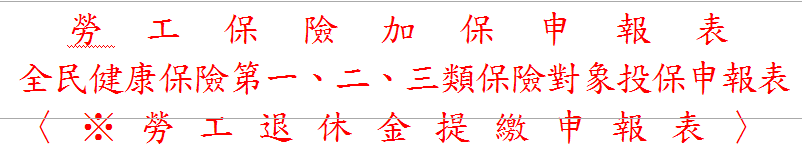 勞工保險加保申報表
全民健康保險第一、二、三類保險對象投保申報表
〈※勞工退休金提繳申報表〉